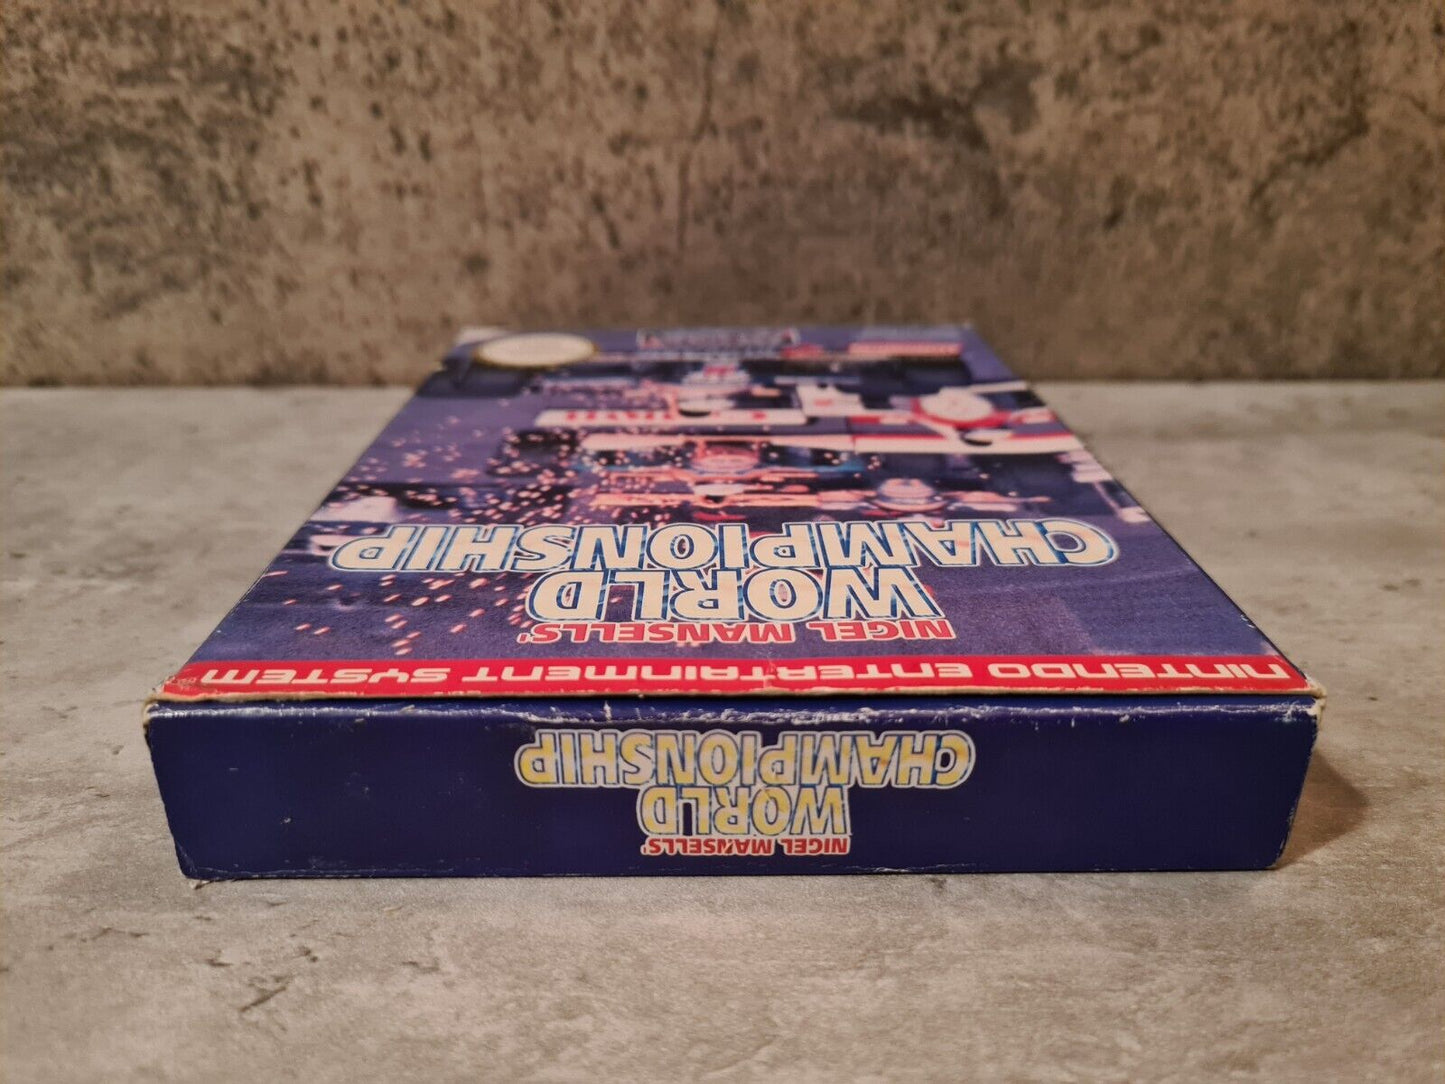 NINTENDO ENTERTAINMENT SYSTEM
NIGEL MANSELLS'
WORLD
CHAMPIONSHIP
NIGEL MANSELLS'
WORLD
CHAMPIONSHIP